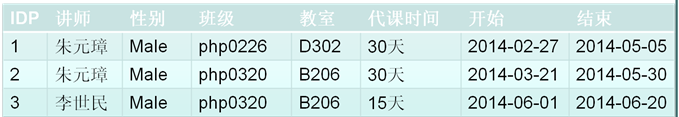 IDP 讲师 性别 班级 教室 代课时间 开始 结束
1 朱元璋 Male php0226 D302 30天 2014-02-27 2014-05-05
2 朱元璋 Male php0320 B206 30天 2014-03-21 2014-05-30
3 李世民 Male php0320 B206 15天 2014-06-01 2014-06-20